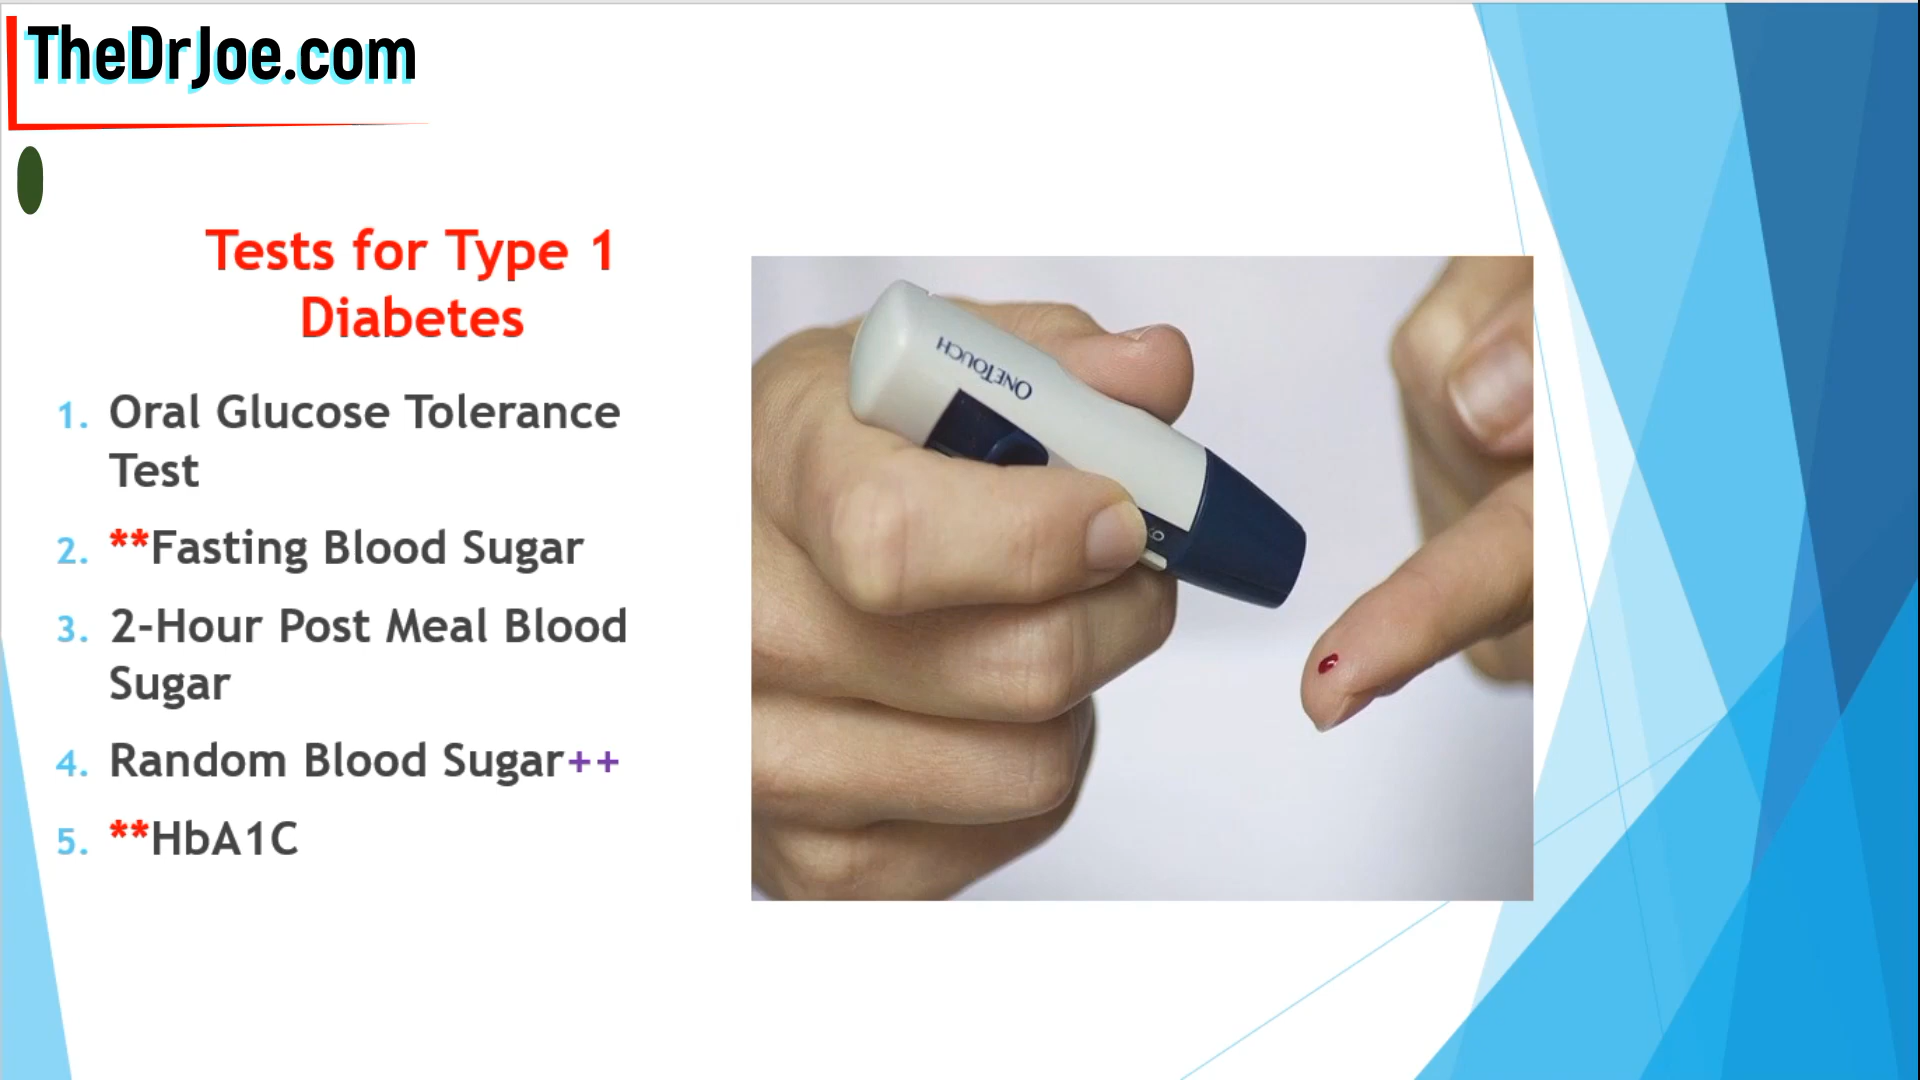 TheDrJoe.com
Tests for Type 1
Diabetes
1. Oral Glucose Tolerance
Test
2. **Fasting Blood Sugar
3. 2-Hour Post Meal Blood
Sugar
4. Random Blood Sugar++
5. **HbA1C
ONETOUCH
6